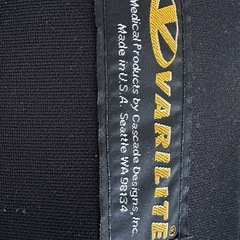 VARILITE®
Medical Products by Cascade Designs, Inc.
Made in U.S.A. Seattle WA 98134